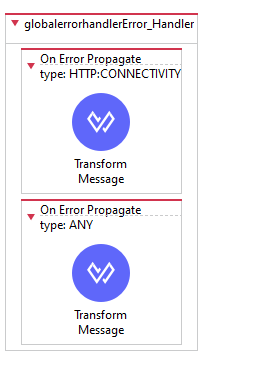 globalerrorhandlerError_Handler
On Error Propagate
type: HTTP:CONNECTIVITY
Transform
Message
On Error Propagate
type: ANY
Transform
Message